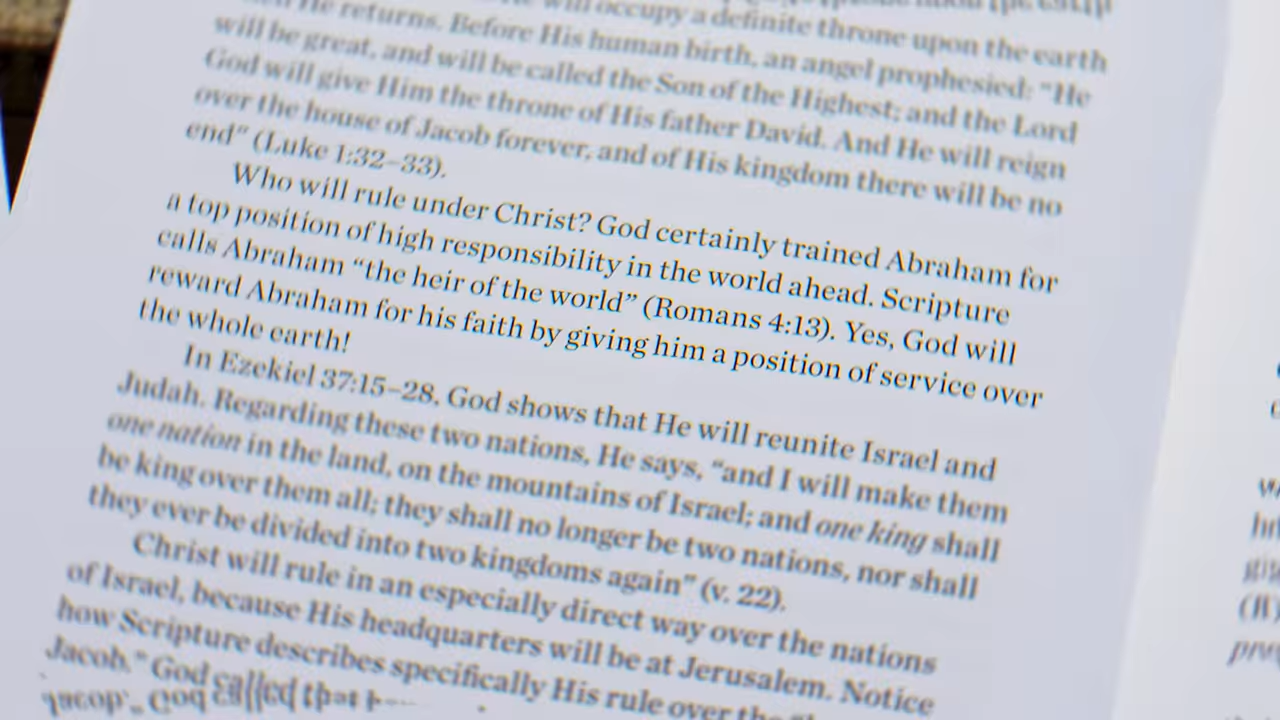 will occupy a definite throne upon the earth
He returns. Before His human birth, an angel prophesied: "He
will be great, and will be called the Son of the Highest; and the Lord
God will give Him the throne of His father David. And He will reign
over the house of Jacob forever, and of His kingdom there will be no
end" (Luke 1:32–33).
Who will rule under Christ? God certainly trained Abraham for
a top position of high responsibility in the world ahead. Scripture
calls Abraham “the heir of the world” (Romans 4:13). Yes, God will
reward Abraham for his faith by giving him a position of service over
the whole earth!
In Ezekiel 37:15–28, God shows that He will reunite Israel and
Judah. Regarding these two nations, He says, “and I will make them
one nation in the land, on the mountains of Israel; and one king shall
be king over them all; they shall no longer be two nations, nor shall
they ever be divided into two kingdoms again” (v. 22).
Christ will rule in an especially direct way over the nations
of Israel, because His headquarters will be at Jerusalem. Notice
how Scripture describes specifically His rule over the
Jacob." God called that